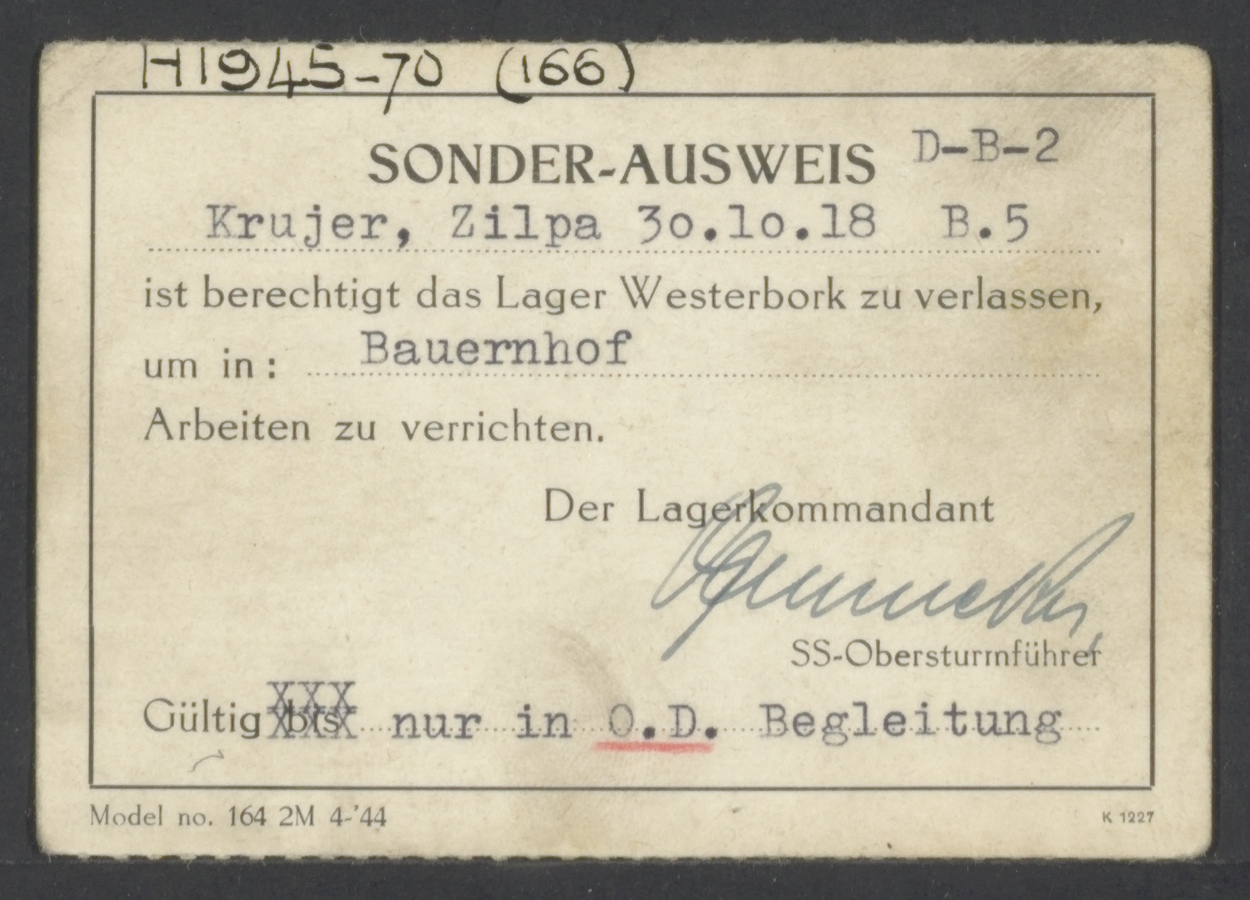 H1945-70 (166)
SONDER-AUSWEIS D-B-2
Krujer, Zilpa 30.10.18 B.5
ist berechtigt das Lager Westerbork zu verlassen,
um in: Bauernhof
Arbeiten zu verrichten.
Der Lagerkommandant
Gemmeker
SS-Obersturmführer
Gültig bis nur in O.D. Begleitung
Model no. 164 2M 4-'44 K 1227